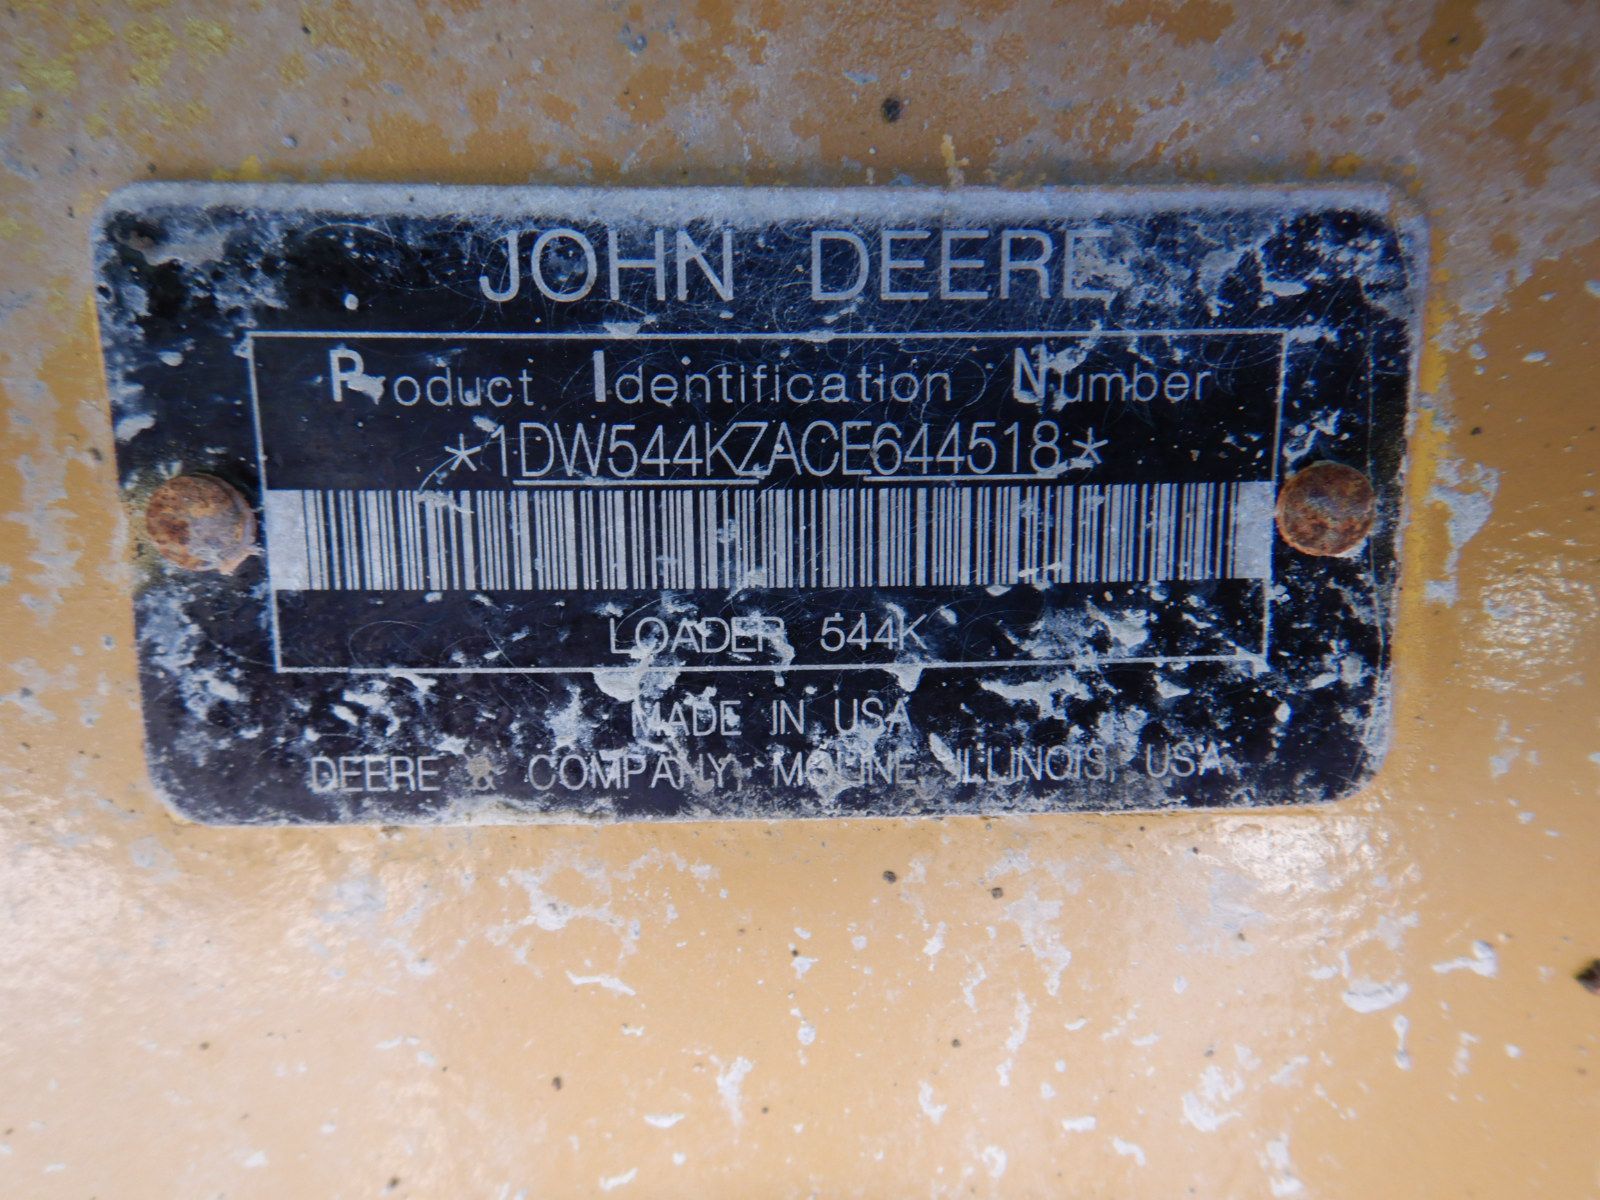 JOHN DEERE
Product Identification Number
*1DW544KZACE644518*
LOADER 544K
MADE IN USA
DEERE & COMPANY, MOLINE, ILLINOIS, USA